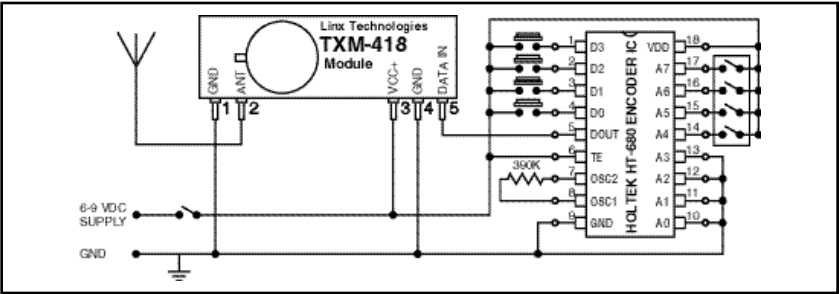 Linx Technologies
TXM-418
Module
GND
ANT
VCC+
GND
DATA IN
1
2
3
4
5
6-9 VDC
SUPPLY
GND
390K
HOLTEK HT-680 ENCODER IC
1 D3
2 D2
3 D1
4 D0
5 DOUT
6 TE
7 OSC2
8 OSC1
9 GND
VDD 18
A7 17
A6 16
A5 15
A4 14
A3 13
A2 12
A1 11
A0 10